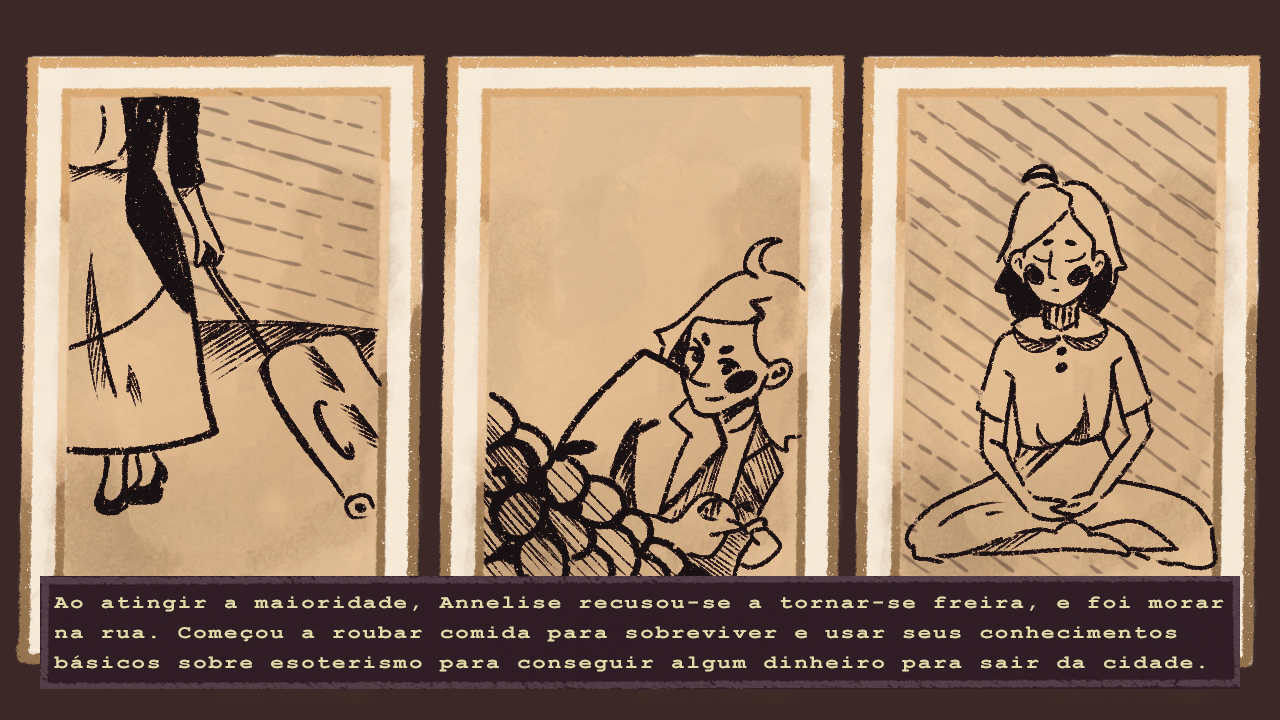 Ao atingir a maioridade, Annelise recusou-se a tornar-se freira, e foi morar
na rua. Começou a roubar comida para sobreviver e usar seus conhecimentos
básicos sobre esoterismo para conseguir algum dinheiro para sair da cidade.